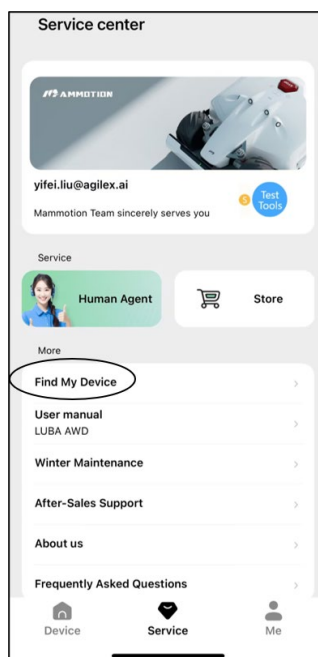 Service center
MAMMOTION
yifei.liu@agilex.ai
Mammotion Team sincerely serves you
S
Test
Tools
Service
Human Agent
Store
More
Find My Device
User manual
LUBA AWD
Winter Maintenance
After-Sales Support
About us
Frequently Asked Questions
Device
Service
Me